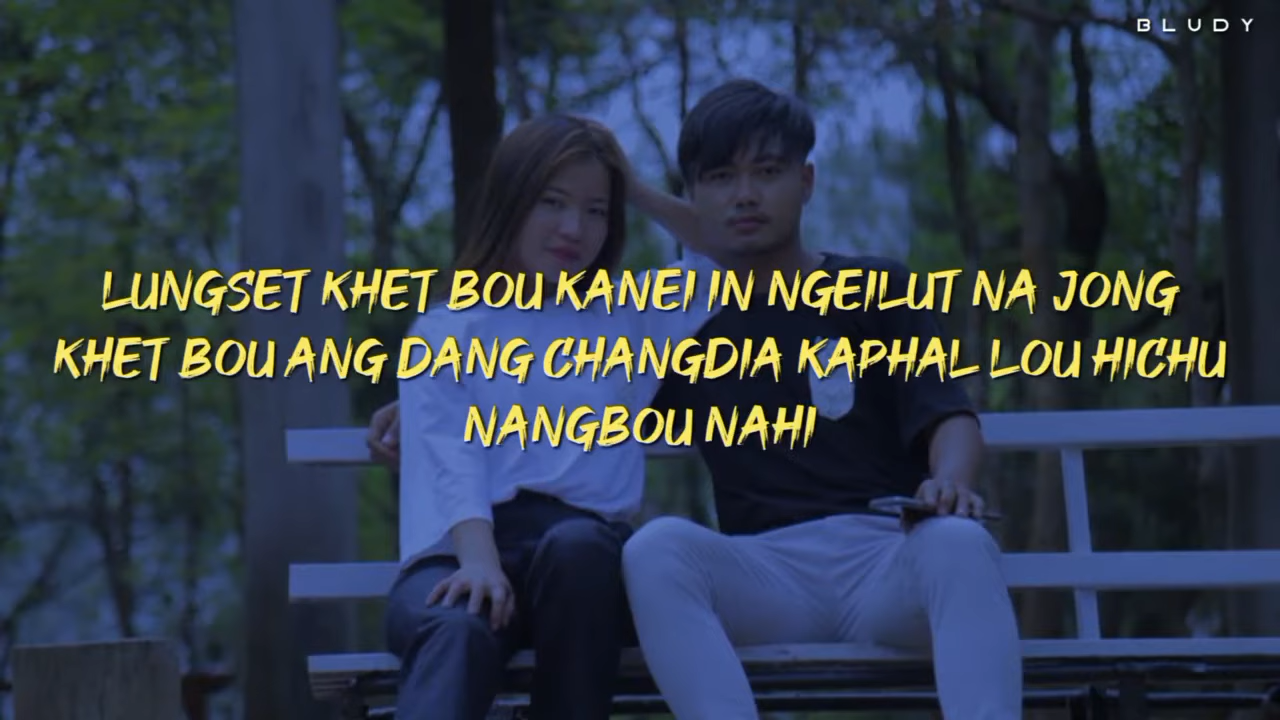 BLUDY
LUNGSET KHET BOU KANEI IN NGEILUT NA JONG
KHET BOU ANG DANG CHANGDIA KAPHAL LOU HICHU
NANGBOU NAHI